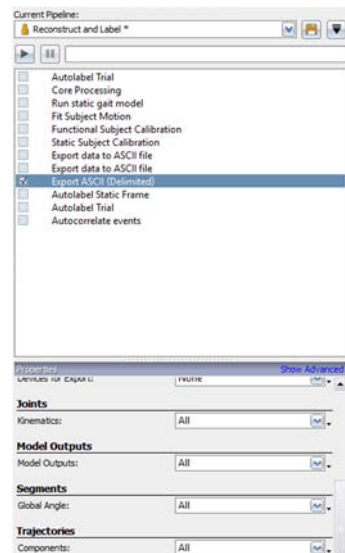 Current Pipeline:
Reconstruct and Label *
Autolabel Trial
Core Processing
Run static gait model
Fit Subject Motion
Functional Subject Calibration
Static Subject Calibration
Export data to ASCII file
Export data to ASCII file
Export ASCII (Delimited)
Autolabel Static Frame
Autolabel Trial
Autocorrelate events
Properties Show Advanced
Devices for Export: None
Joints
Kinematics: All
Model Outputs
Model Outputs: All
Segments
Global Angle: All
Trajectories
Components: All